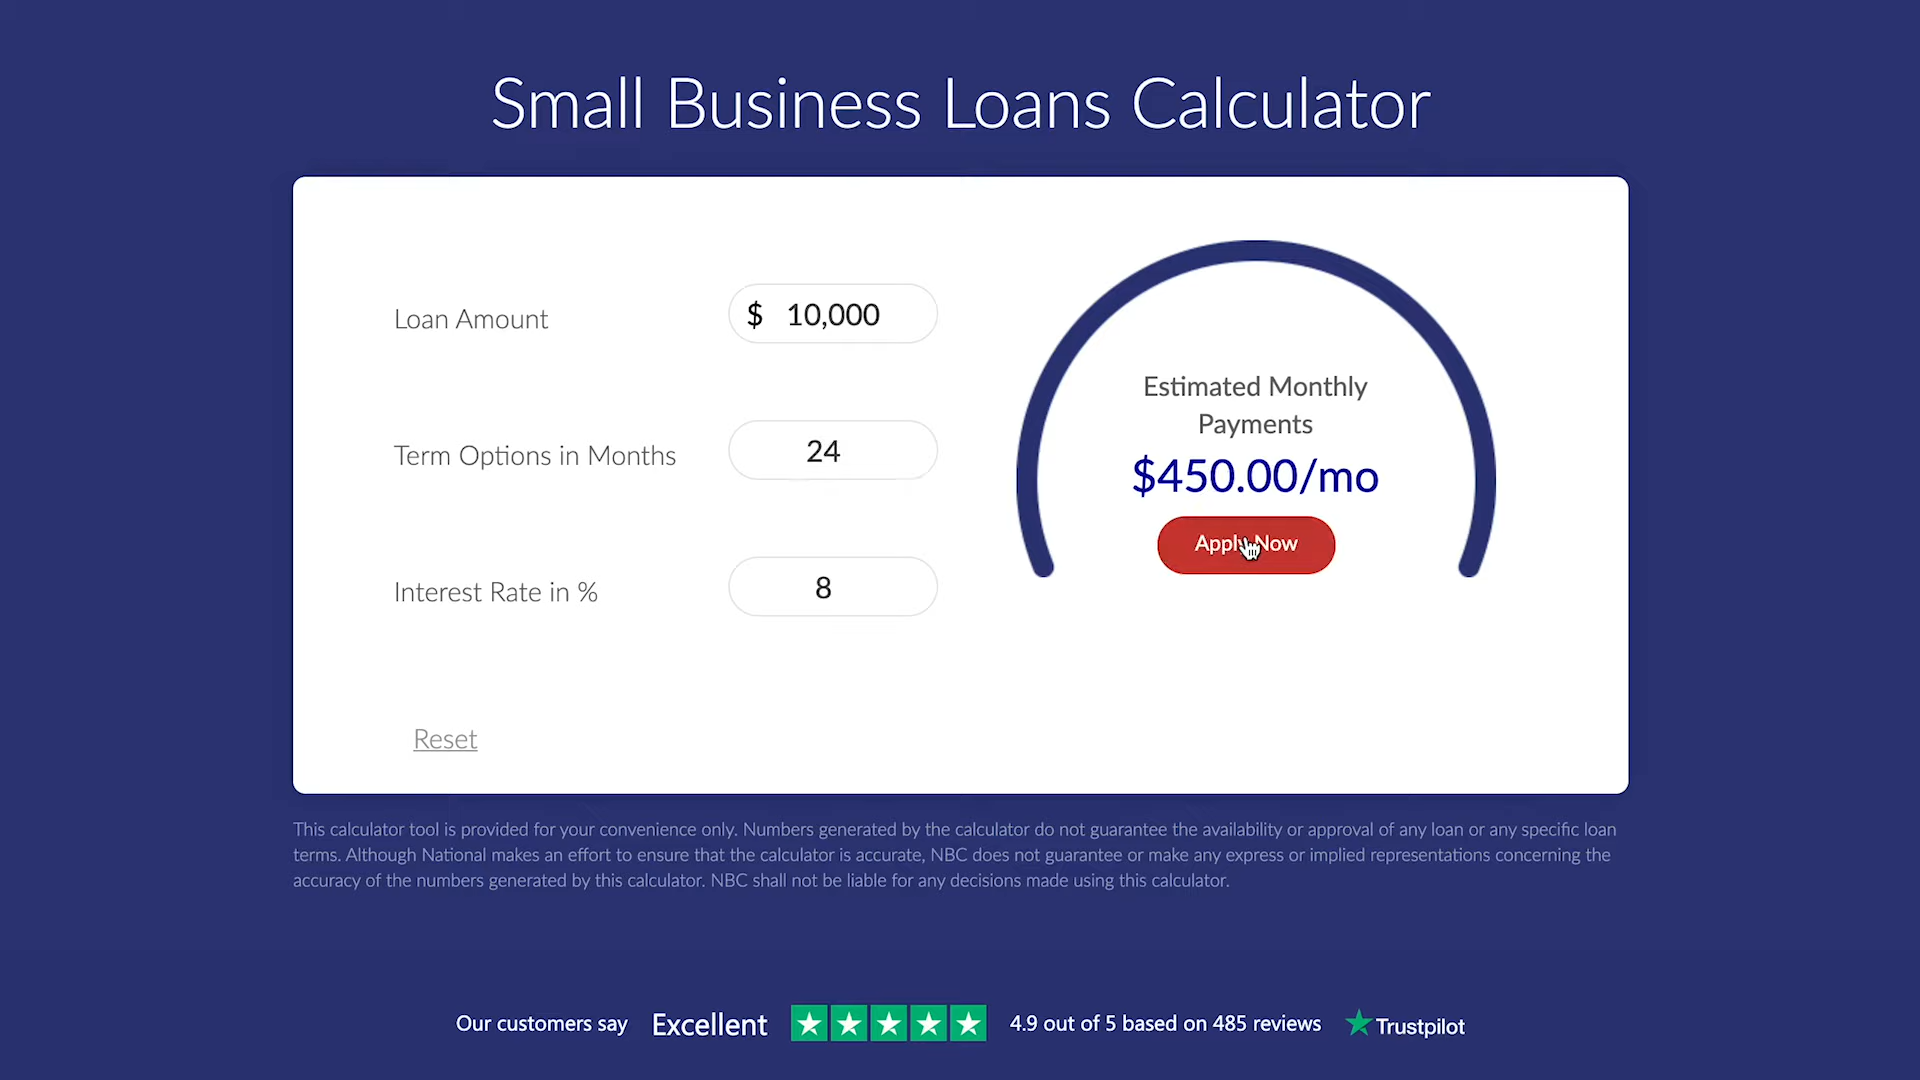 Small Business Loans Calculator
Loan Amount
$ 10,000
Term Options in Months
24
Interest Rate in %
8
Reset
Estimated Monthly
Payments
$450.00/mo
Apply Now
This calculator tool is provided for your convenience only. Numbers generated by the calculator do not guarantee the availability or approval of any loan or any specific loan
terms. Although National makes an effort to ensure that the calculator is accurate, NBC does not guarantee or make any express or implied representations concerning the
accuracy of the numbers generated by this calculator. NBC shall not be liable for any decisions made using this calculator.
Our customers say Excellent 4.9 out of 5 based on 485 reviews Trustpilot